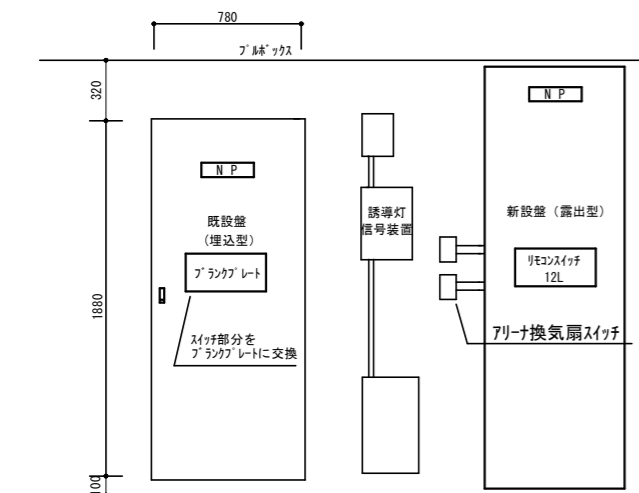 780
ﾌﾟﾙﾎﾞｯｸｽ
320
N P
N P
既設盤
(埋込型)
誘導灯
信号装置
新設盤（露出型）
ﾌﾞﾗﾝｸﾌﾟﾚｰﾄ
ﾘﾓｺﾝｽｲｯﾁ
12L
1880
ｽｲｯﾁ部分を
ﾌﾞﾗﾝｸﾌﾟﾚｰﾄに交換
ｱﾘｰﾅ換気扇ｽｲｯﾁ
100